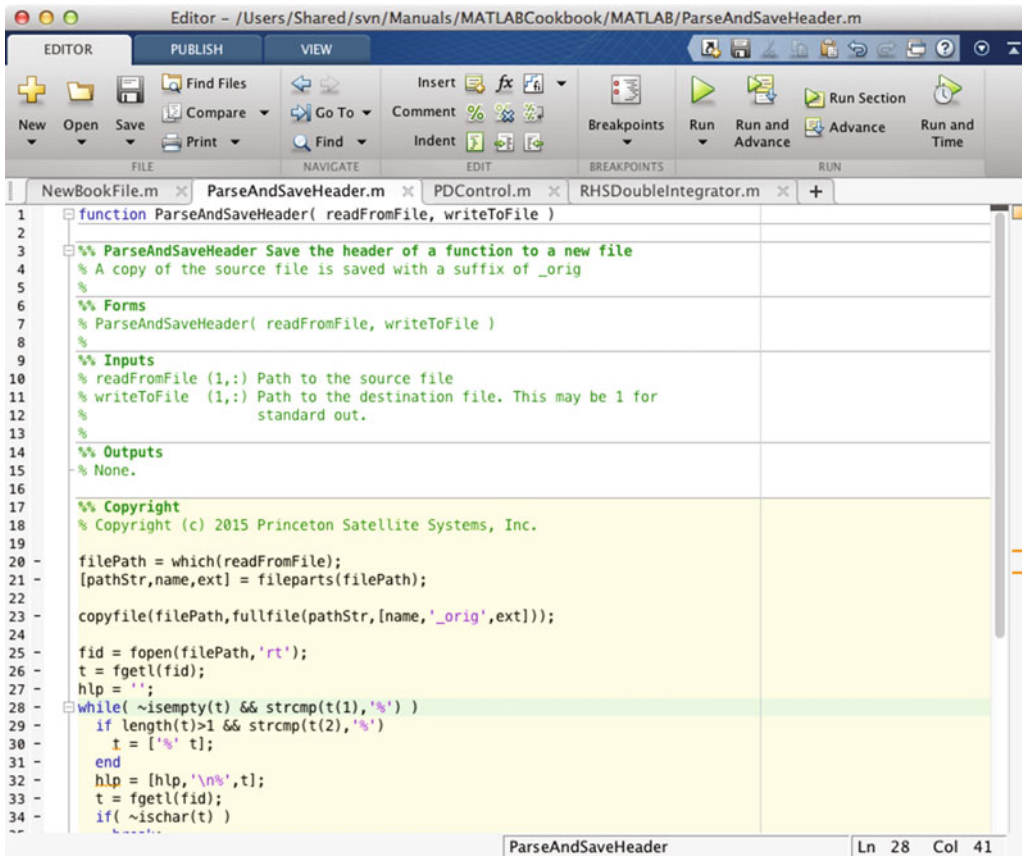 Editor – /Users/Shared/svn/Manuals/MATLABCookbook/MATLAB/ParseAndSaveHeader.m
EDITOR PUBLISH VIEW
New Open Save
Find Files
Compare
Print
FILE
Go To
Find
NAVIGATE
Insert fx
Comment
Indent
EDIT
Breakpoints
BREAKPOINTS
Run
Run and Advance
Run Section
Advance
Run and Time
RUN
NewBookFile.m ParseAndSaveHeader.m PDControl.m RHSDoubleIntegrator.m +
1 function ParseAndSaveHeader( readFromFile, writeToFile )
2
3 %% ParseAndSaveHeader Save the header of a function to a new file
4 % A copy of the source file is saved with a suffix of _orig
5 %
6 %% Forms
7 % ParseAndSaveHeader( readFromFile, writeToFile )
8 %
9 %% Inputs
10 % readFromFile (1,:) Path to the source file
11 % writeToFile  (1,:) Path to the destination file. This may be 1 for
12 %                    standard out.
13 %
14 %% Outputs
15 % None.
16
17 %% Copyright
18 % Copyright (c) 2015 Princeton Satellite Systems, Inc.
19
20 - filePath = which(readFromFile);
21 - [pathStr,name,ext] = fileparts(filePath);
22
23 - copyfile(filePath,fullfile(pathStr,[name,'_orig',ext]));
24
25 - fid = fopen(filePath,'rt');
26 - t = fgetl(fid);
27 - hlp = '';
28 - while( ~isempty(t) && strcmp(t(1),'%') )
29 -   if length(t)>1 && strcmp(t(2),'%')
30 -     t = ['%' t];
31 -   end
32 -   hlp = [hlp,'\n%',t];
33 -   t = fgetl(fid);
34 -   if( ~ischar(t) )
ParseAndSaveHeader Ln 28 Col 41